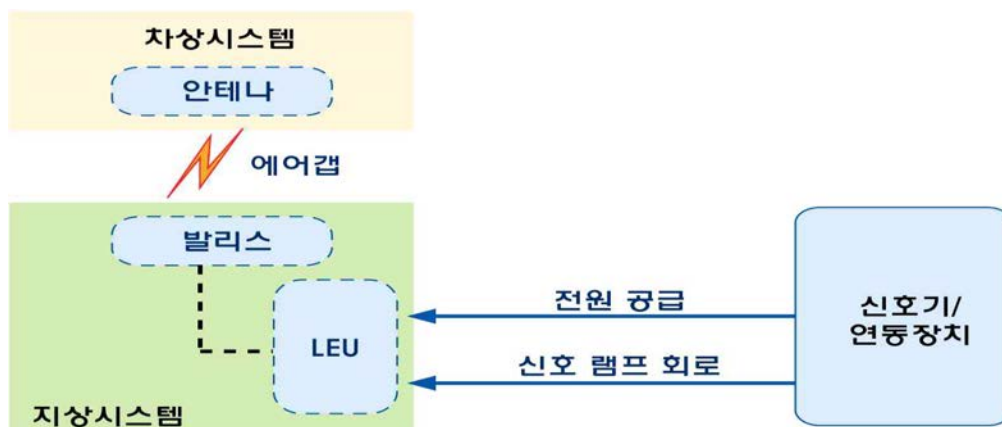 차상시스템
안테나
에어갭
발리스
LEU
지상시스템
전원 공급
신호 램프 회로
신호기/
연동장치